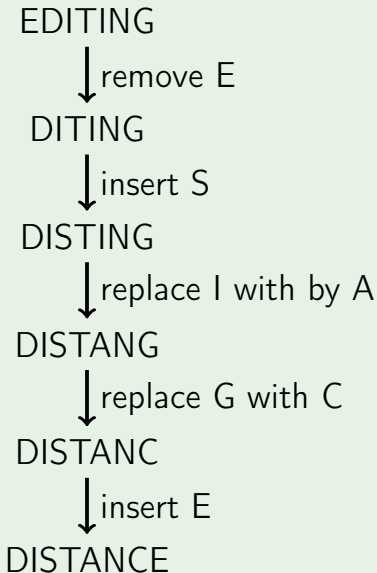 EDITING
remove E
DITING
insert S
DISTING
replace I with by A
DISTANG
replace G with C
DISTANC
insert E
DISTANCE